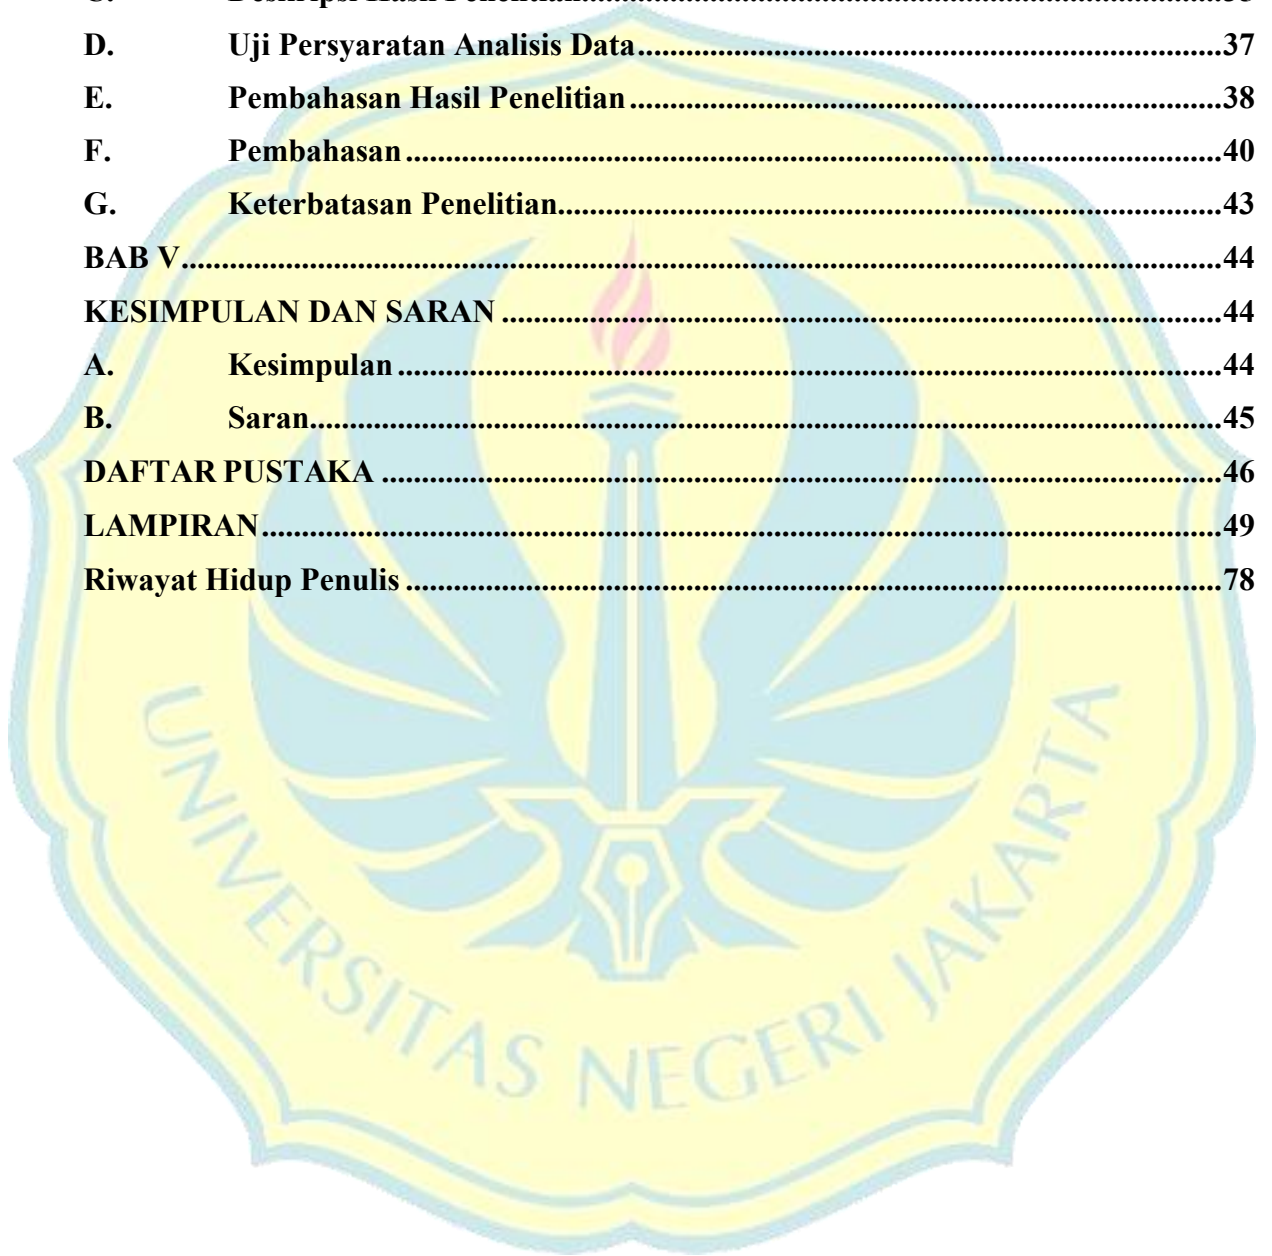 D. Uji Persyaratan Analisis Data....................37
E. Pembahasan Hasil Penelitian....................38
F. Pembahasan....................40
G. Keterbatasan Penelitian....................43
BAB V....................44
KESIMPULAN DAN SARAN....................44
A. Kesimpulan....................44
B. Saran....................45
DAFTAR PUSTAKA....................46
LAMPIRAN....................49
Riwayat Hidup Penulis....................78
UNIVERSITAS NEGERI JAKARTA